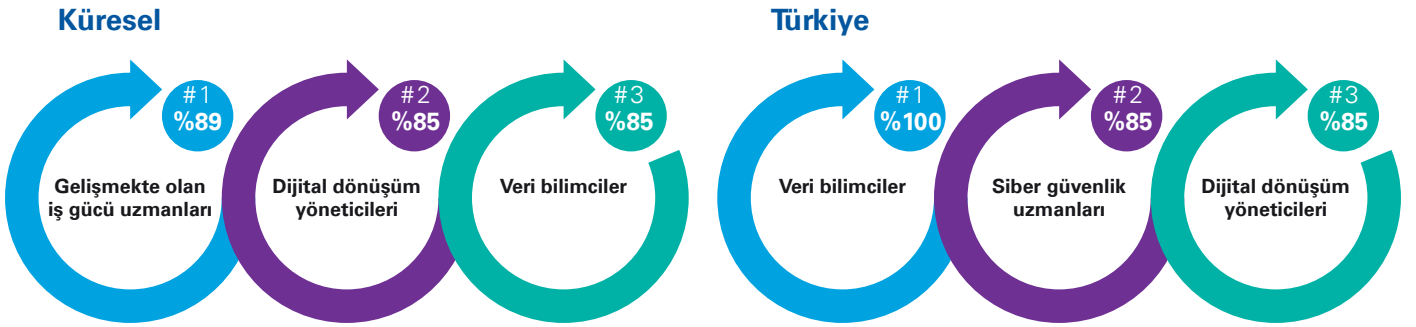 Küresel
#1
%89
Gelişmekte olan
iş gücü uzmanları
#2
%85
Dijital dönüşüm
yöneticileri
#3
%85
Veri bilimciler
Türkiye
#1
%100
Veri bilimciler
#2
%85
Siber güvenlik
uzmanları
#3
%85
Dijital dönüşüm
yöneticileri